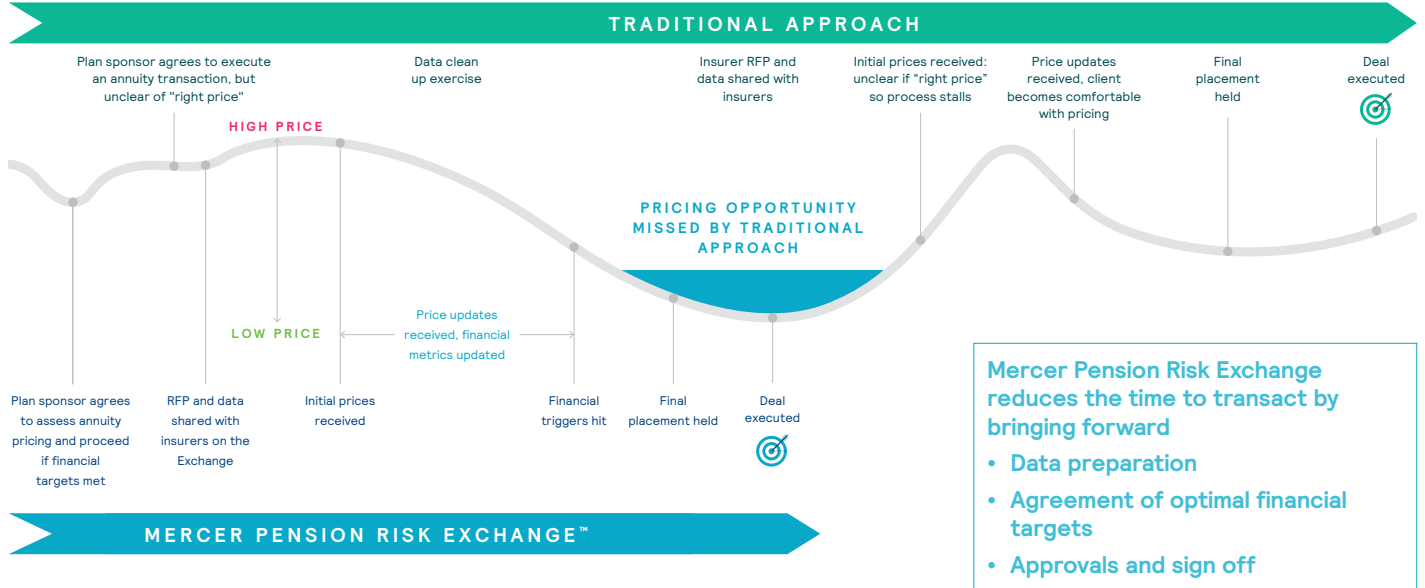 TRADITIONAL APPROACH
Plan sponsor agrees to execute
an annuity transaction, but
unclear of "right price"
Data clean
up exercise
Insurer RFP and
data shared with
insurers
Initial prices received:
unclear if “right price”
so process stalls
Price updates
received, client
becomes comfortable
with pricing
Final
placement
held
Deal
executed
HIGH PRICE
PRICING OPPORTUNITY
MISSED BY TRADITIONAL
APPROACH
LOW PRICE
Price updates
received, financial
metrics updated
Plan sponsor agrees
to assess annuity
pricing and proceed
if financial
targets met
RFP and data
shared with
insurers on the
Exchange
Initial prices
received
Financial
triggers hit
Final
placement held
Deal
executed
MERCER PENSION RISK EXCHANGE™
Mercer Pension Risk Exchange
reduces the time to transact by
bringing forward
• Data preparation
• Agreement of optimal financial
targets
• Approvals and sign off